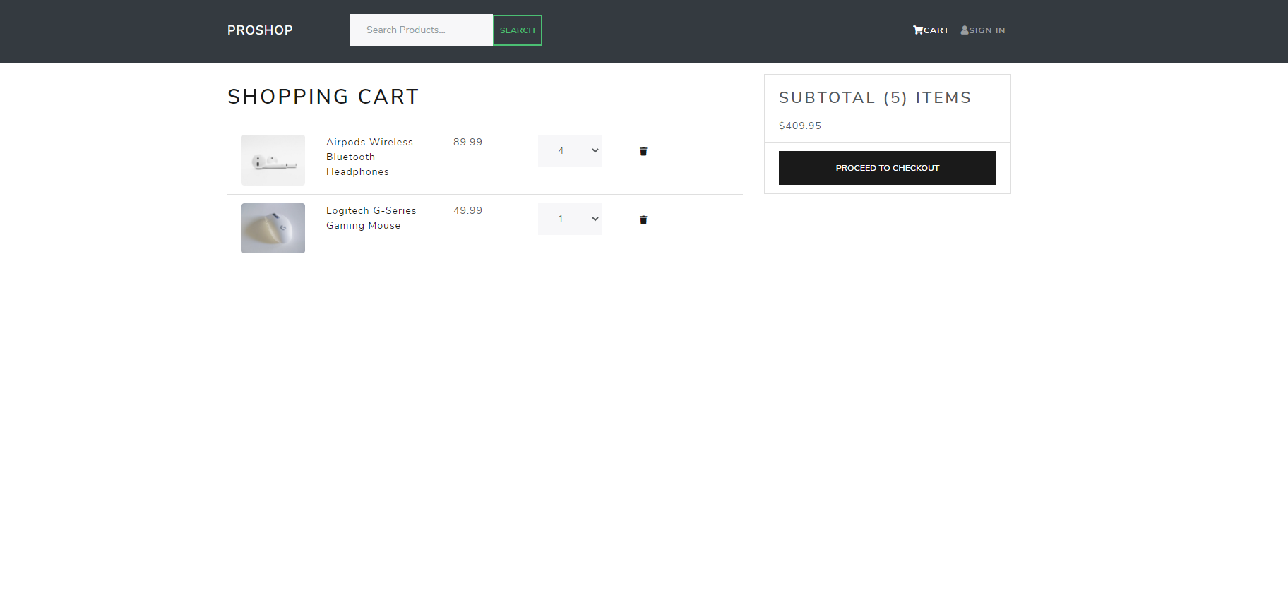 PROSHOP
Search Products...
SEARCH
CART
SIGN IN
SHOPPING CART
Airpods Wireless
Bluetooth
Headphones
89.99
4
Logitech G-Series
Gaming Mouse
49.99
1
SUBTOTAL (5) ITEMS
$409.95
PROCEED TO CHECKOUT